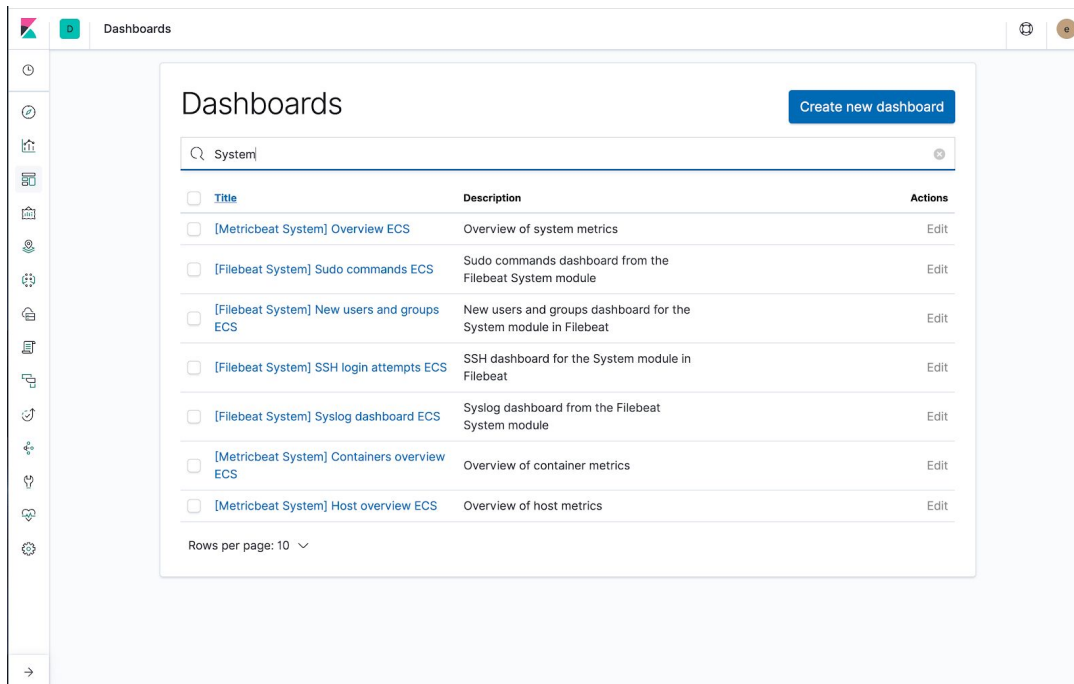 D Dashboards e
Dashboards
Create new dashboard
System
Title Description Actions
[Metricbeat System] Overview ECS Overview of system metrics Edit
[Filebeat System] Sudo commands ECS Sudo commands dashboard from the
Filebeat System module Edit
[Filebeat System] New users and groups
ECS New users and groups dashboard for the
System module in Filebeat Edit
[Filebeat System] SSH login attempts ECS SSH dashboard for the System module in
Filebeat Edit
[Filebeat System] Syslog dashboard ECS Syslog dashboard from the Filebeat
System module Edit
[Metricbeat System] Containers overview
ECS Overview of container metrics Edit
[Metricbeat System] Host overview ECS Overview of host metrics Edit
Rows per page: 10